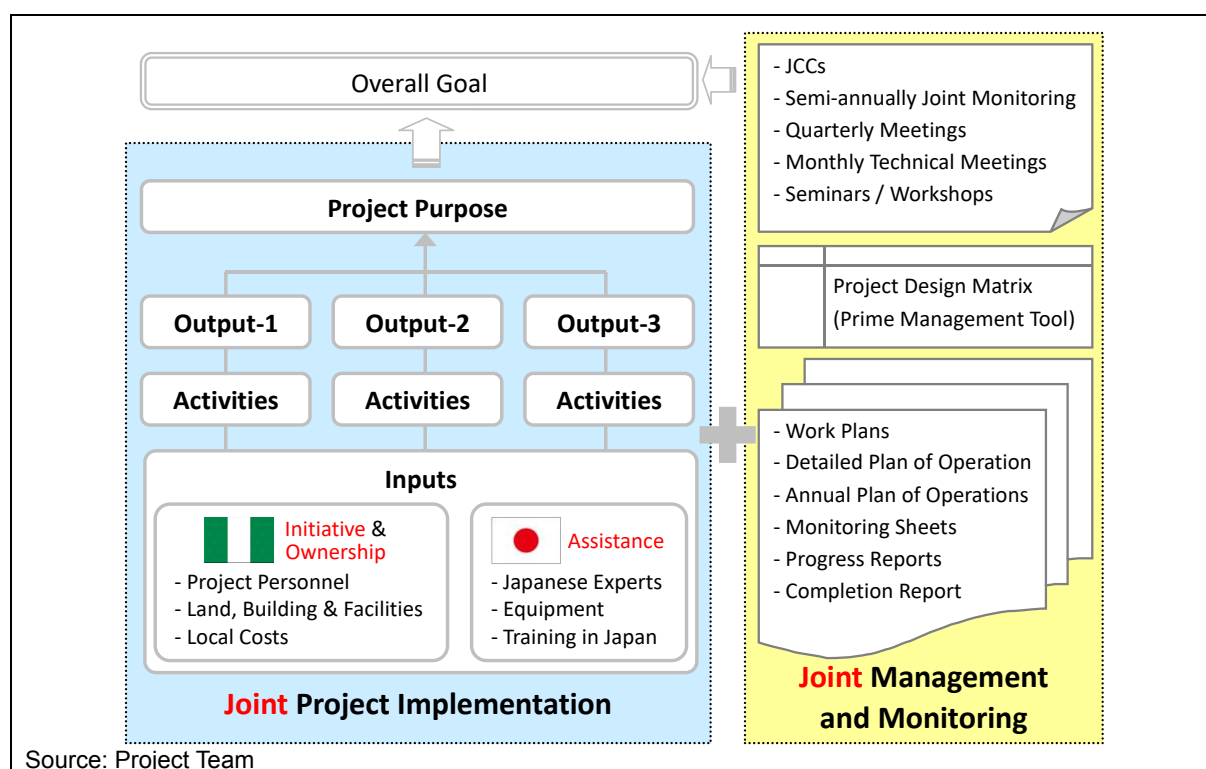 Overall Goal
Project Purpose
Output-1
Output-2
Output-3
Activities
Activities
Activities
Inputs
Initiative &
Ownership
- Project Personnel
- Land, Building & Facilities
- Local Costs
Assistance
- Japanese Experts
- Equipment
- Training in Japan
Joint Project Implementation
- JCCs
- Semi-annually Joint Monitoring
- Quarterly Meetings
- Monthly Technical Meetings
- Seminars / Workshops
Project Design Matrix
(Prime Management Tool)
- Work Plans
- Detailed Plan of Operation
- Annual Plan of Operations
- Monitoring Sheets
- Progress Reports
- Completion Report
Joint Management
and Monitoring
Source: Project Team